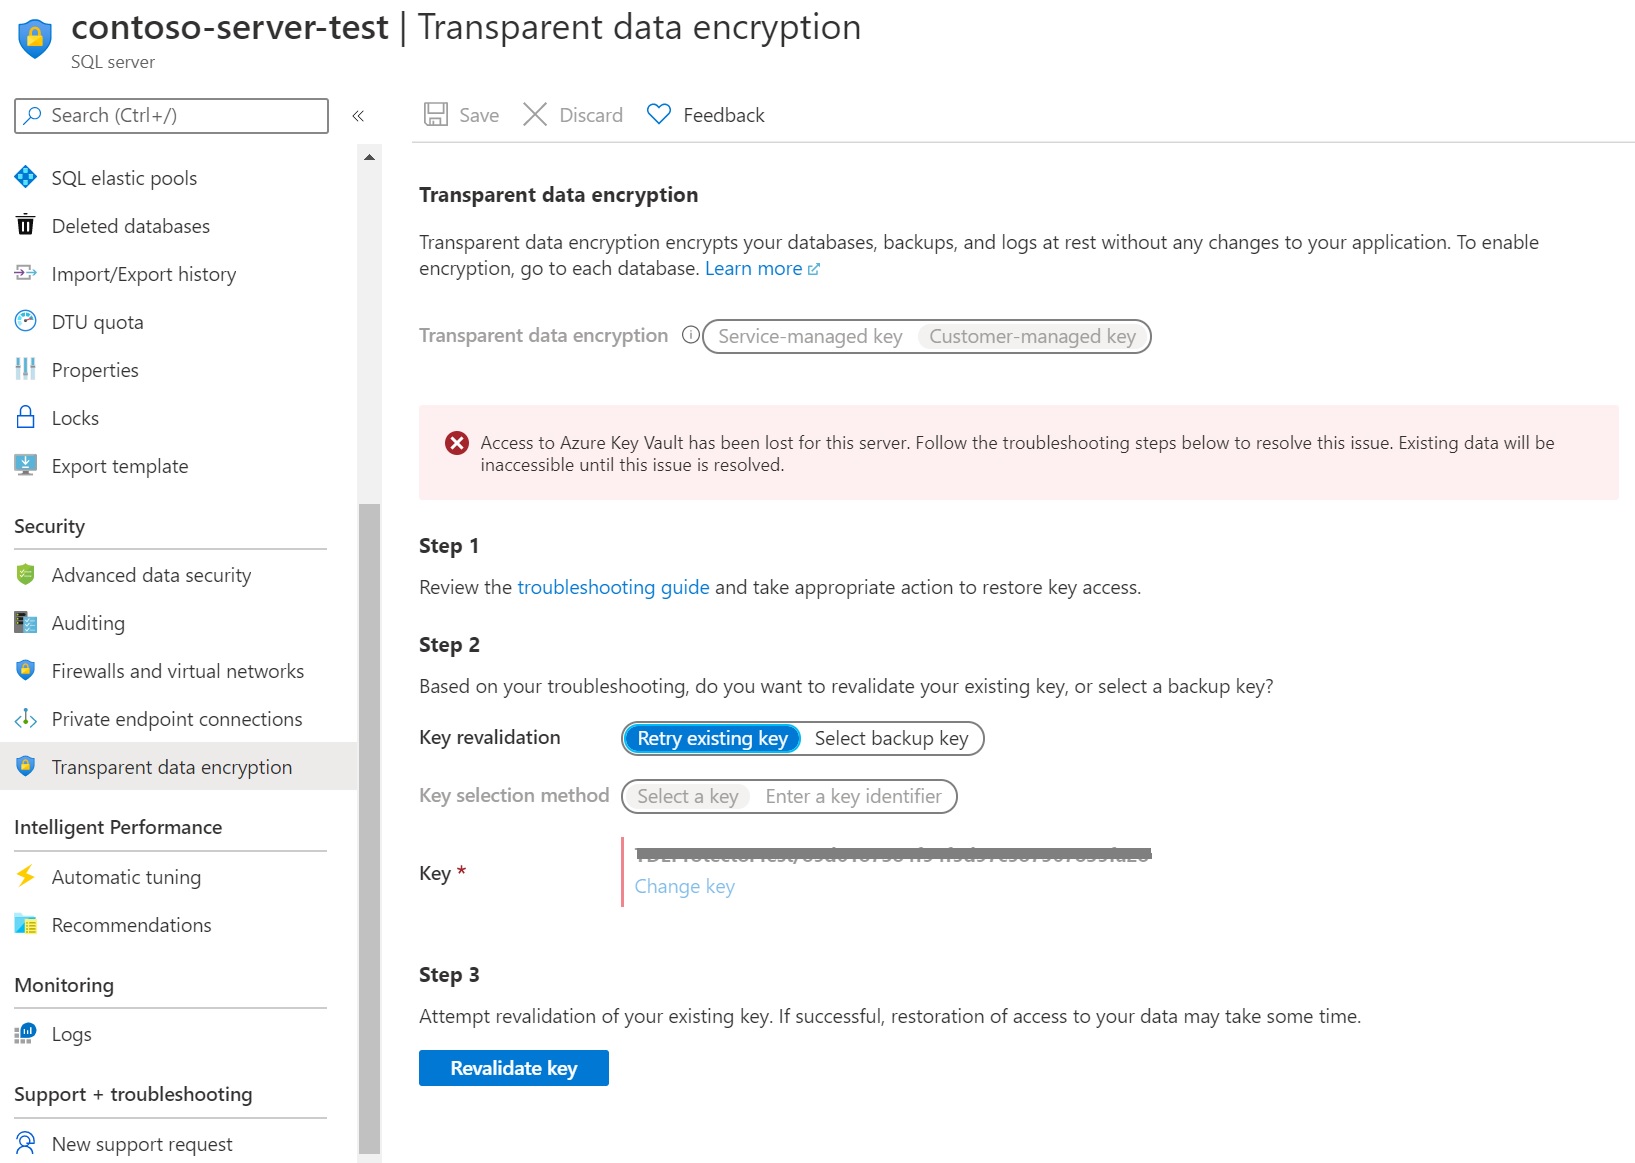 contoso-server-test | Transparent data encryption
SQL server
Search (Ctrl+/)
«
Save
Discard
Feedback
SQL elastic pools
Deleted databases
Import/Export history
DTU quota
Properties
Locks
Export template
Security
Advanced data security
Auditing
Firewalls and virtual networks
Private endpoint connections
Transparent data encryption
Intelligent Performance
Automatic tuning
Recommendations
Monitoring
Logs
Support + troubleshooting
New support request
Transparent data encryption
Transparent data encryption encrypts your databases, backups, and logs at rest without any changes to your application. To enable
encryption, go to each database. Learn more
Transparent data encryption Service-managed key Customer-managed key
Access to Azure Key Vault has been lost for this server. Follow the troubleshooting steps below to resolve this issue. Existing data will be
inaccessible until this issue is resolved.
Step 1
Review the troubleshooting guide and take appropriate action to restore key access.
Step 2
Based on your troubleshooting, do you want to revalidate your existing key, or select a backup key?
Key revalidation Retry existing key Select backup key
Key selection method Select a key Enter a key identifier
Key *
Change key
Step 3
Attempt revalidation of your existing key. If successful, restoration of access to your data may take some time.
Revalidate key